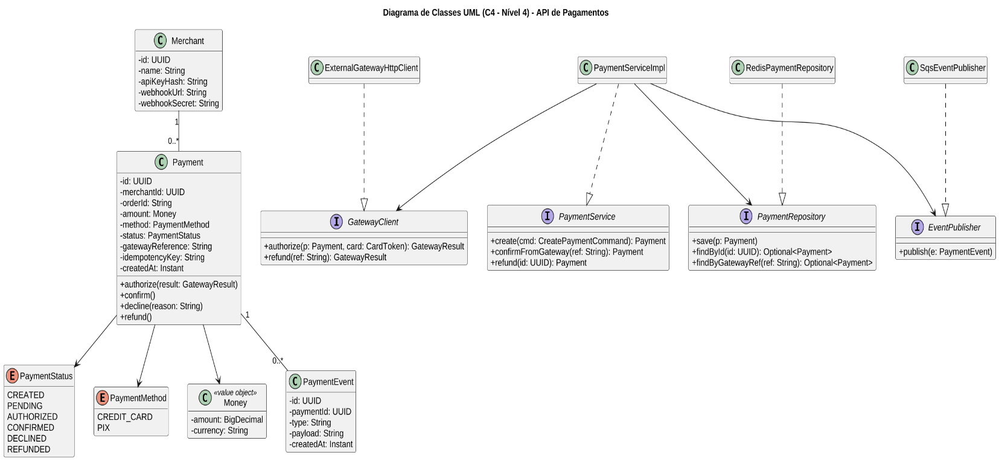 Diagrama de Classes UML (C4 - Nível 4) - API de Pagamentos
C Merchant
-id: UUID
-name: String
-apiKeyHash: String
-webhookUrl: String
-webhookSecret: String
C ExternalGatewayHttpClient
C PaymentServiceImpl
C RedisPaymentRepository
C SqsEventPublisher
1
0..*
C Payment
-id: UUID
-merchantId: UUID
-orderId: String
-amount: Money
-method: PaymentMethod
-status: PaymentStatus
-gatewayReference: String
-idempotencyKey: String
-createdAt: Instant
+authorize(result: GatewayResult)
+confirm()
+decline(reason: String)
+refund()
I GatewayClient
+authorize(p: Payment, card: CardToken): GatewayResult
+refund(ref: String): GatewayResult
I PaymentService
+create(cmd: CreatePaymentCommand): Payment
+confirmFromGateway(ref: String): Payment
+refund(id: UUID): Payment
I PaymentRepository
+save(p: Payment)
+findById(id: UUID): Optional<Payment>
+findByGatewayRef(ref: String): Optional<Payment>
I EventPublisher
+publish(e: PaymentEvent)
1
0..*
E PaymentStatus
CREATED
PENDING
AUTHORIZED
CONFIRMED
DECLINED
REFUNDED
E PaymentMethod
CREDIT_CARD
PIX
C «value object»
Money
-amount: BigDecimal
-currency: String
C PaymentEvent
-id: UUID
-paymentId: UUID
-type: String
-payload: String
-createdAt: Instant